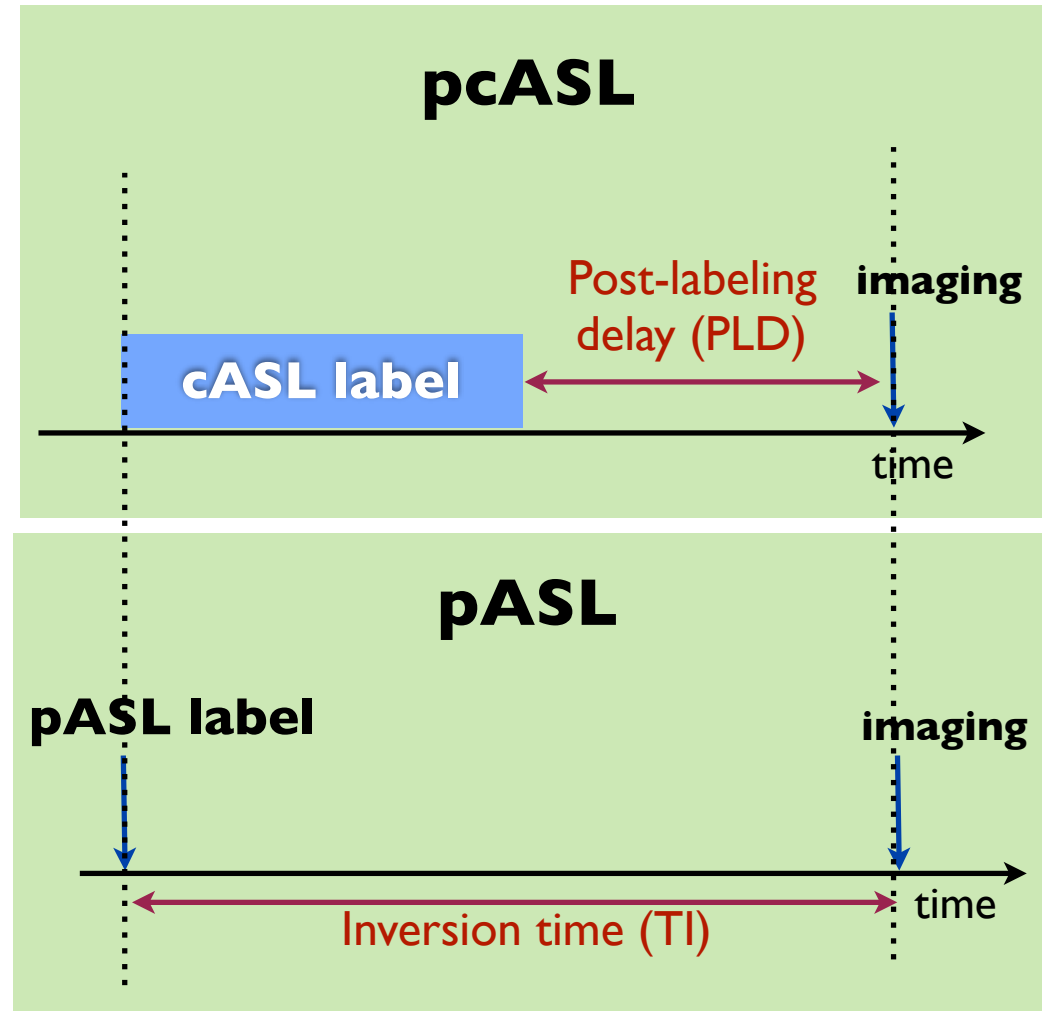 pcASL
Post-labeling
delay (PLD)
imaging
cASL label
time
pASL
pASL label
imaging
time
Inversion time (TI)